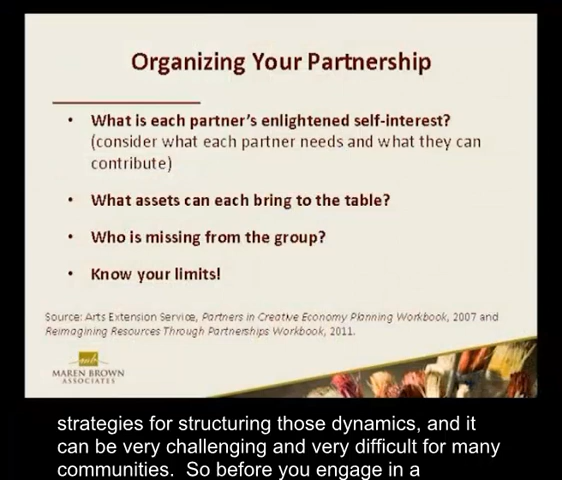 Organizing Your Partnership
• What is each partner's enlightened self-interest?
(consider what each partner needs and what they can
contribute)
• What assets can each bring to the table?
• Who is missing from the group?
• Know your limits!
Source: Arts Extension Service, Partners in Creative Economy Planning Workbook, 2007 and
Reimagining Resources Through Partnerships Workbook, 2011.
mb
MAREN BROWN
ASSOCIATES
strategies for structuring those dynamics, and it
can be very challenging and very difficult for many
communities.  So before you engage in a